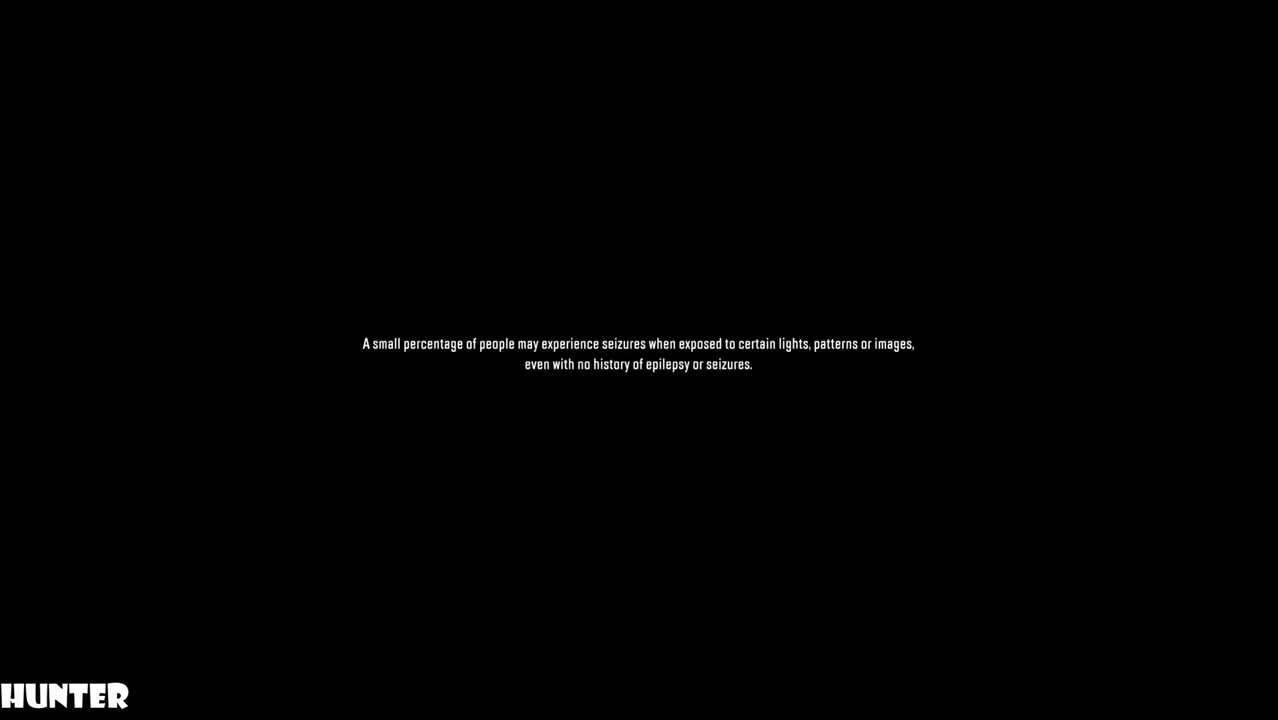 A small percentage of people may experience seizures when exposed to certain lights, patterns or images,
even with no history of epilepsy or seizures.
HUNTER